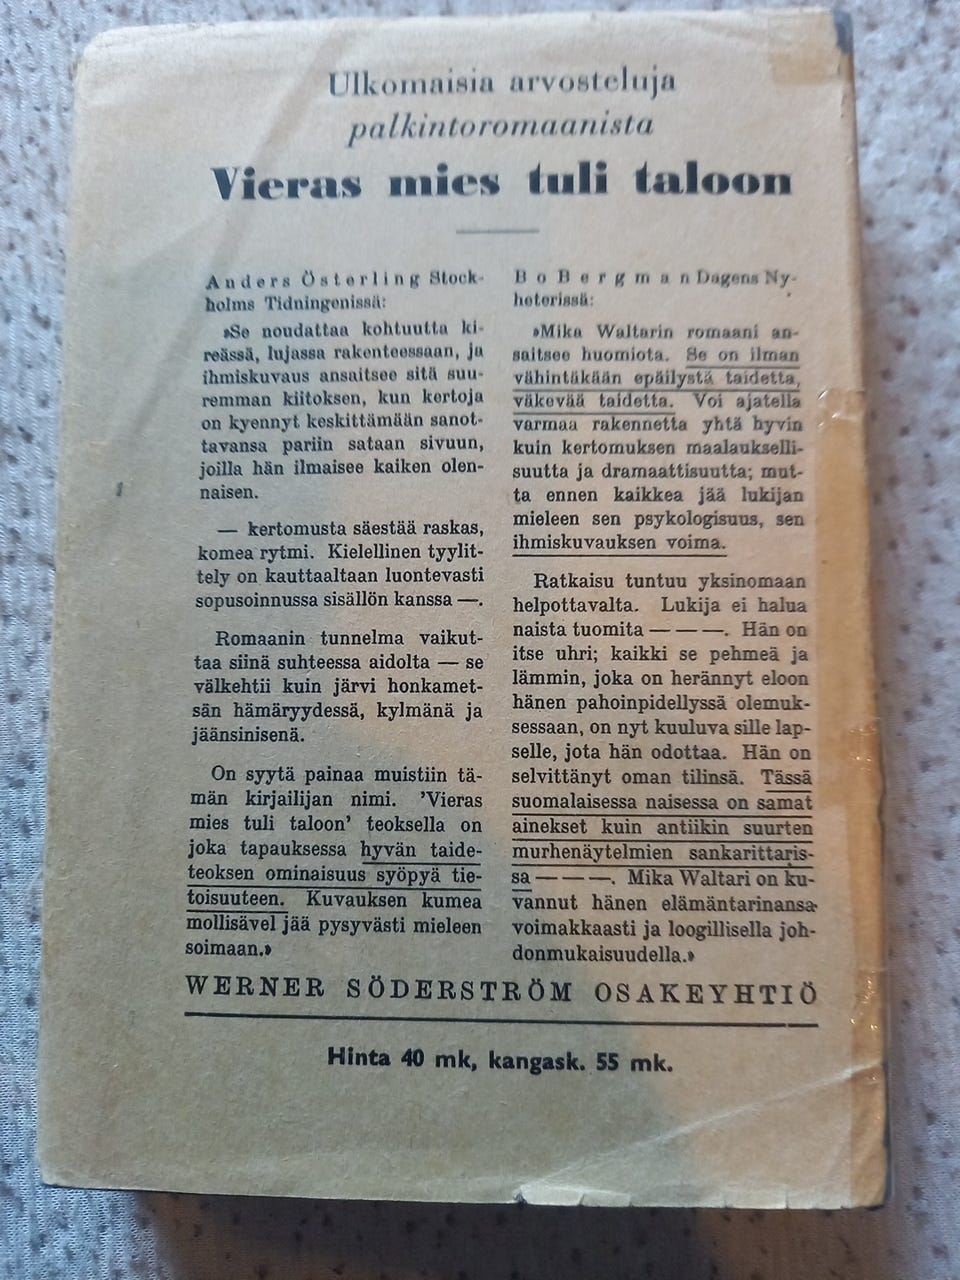 Ulkomaisia arvosteluja
palkintoromaanista
Vieras mies tuli taloon
Anders Österling Stock-
holms Tidningenissä:
»Se noudattaa kohtuutta ki-
reässä, lujassa rakenteessaan, ja
ihmiskuvaus ansaitsee sitä suu-
remman kiitoksen, kun kertoja
on kyennyt keskittämään sanot-
tavansa pariin sataan sivuun,
joilla hän ilmaisee kaiken olen-
naisen.
— kertomusta säestää raskas,
komea rytmi. Kielellinen tyylit-
tely on kauttaaltaan luontevasti
sopusoinnussa sisällön kanssa —.
Romaanin tunnelma vaikut-
taa siinä suhteessa aidolta — se
välkehtii kuin järvi honkamet-
sän hämäryydessä, kylmänä ja
jäänsinisenä.
On syytä painaa muistiin tä-
män kirjailijan nimi. ’Vieras
mies tuli taloon’ teoksella on
joka tapauksessa hyvän taide-
teoksen ominaisuus syöpyä tie-
toisuuteen. Kuvauksen kumea
mollisävel jää pysyvästi mieleen
soimaan.»
Bo Bergman Dagens Ny-
heterissä:
»Mika Waltarin romaani an-
saitsee huomiota. Se on ilman
vähintäkään epäilystä taidetta,
väkevää taidetta. Voi ajatella
varmaa rakennetta yhtä hyvin
kuin kertomuksen maalaukselli-
suutta ja dramaattisuutta; mut-
ta ennen kaikkea jää lukijan
mieleen sen psykologisuus, sen
ihmiskuvauksen voima.
Ratkaisu tuntuu yksinomaan
helpottavalta. Lukija ei halua
naista tuomita — — —. Hän on
itse uhri; kaikki se pehmeä ja
lämmin, joka on herännyt eloon
hänen pahoinpidellyssä olemuk-
sessaan, on nyt kuuluva sille lap-
selle, jota hän odottaa. Hän on
selvittänyt oman tilinsä. Tässä
suomalaisessa naisessa on samat
ainekset kuin antiikin suurten
murhenäytelmien sankarittaris-
sa — — —. Mika Waltari on ku-
vannut hänen elämäntarinansa
voimakkaasti ja loogillisella joh-
donmukaisuudella.»
WERNER SÖDERSTRÖM OSAKEYHTIÖ
Hinta 40 mk, kangask. 55 mk.